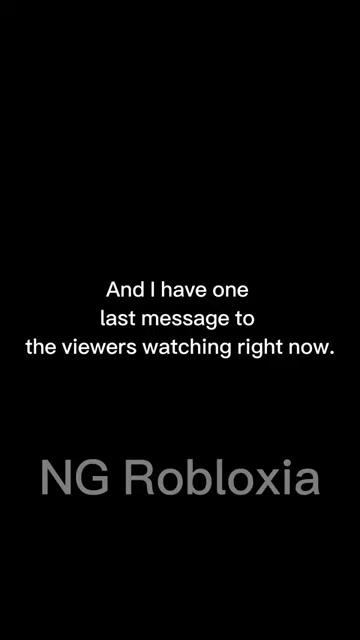 And I have one
last message to
the viewers watching right now.
NG Robloxia